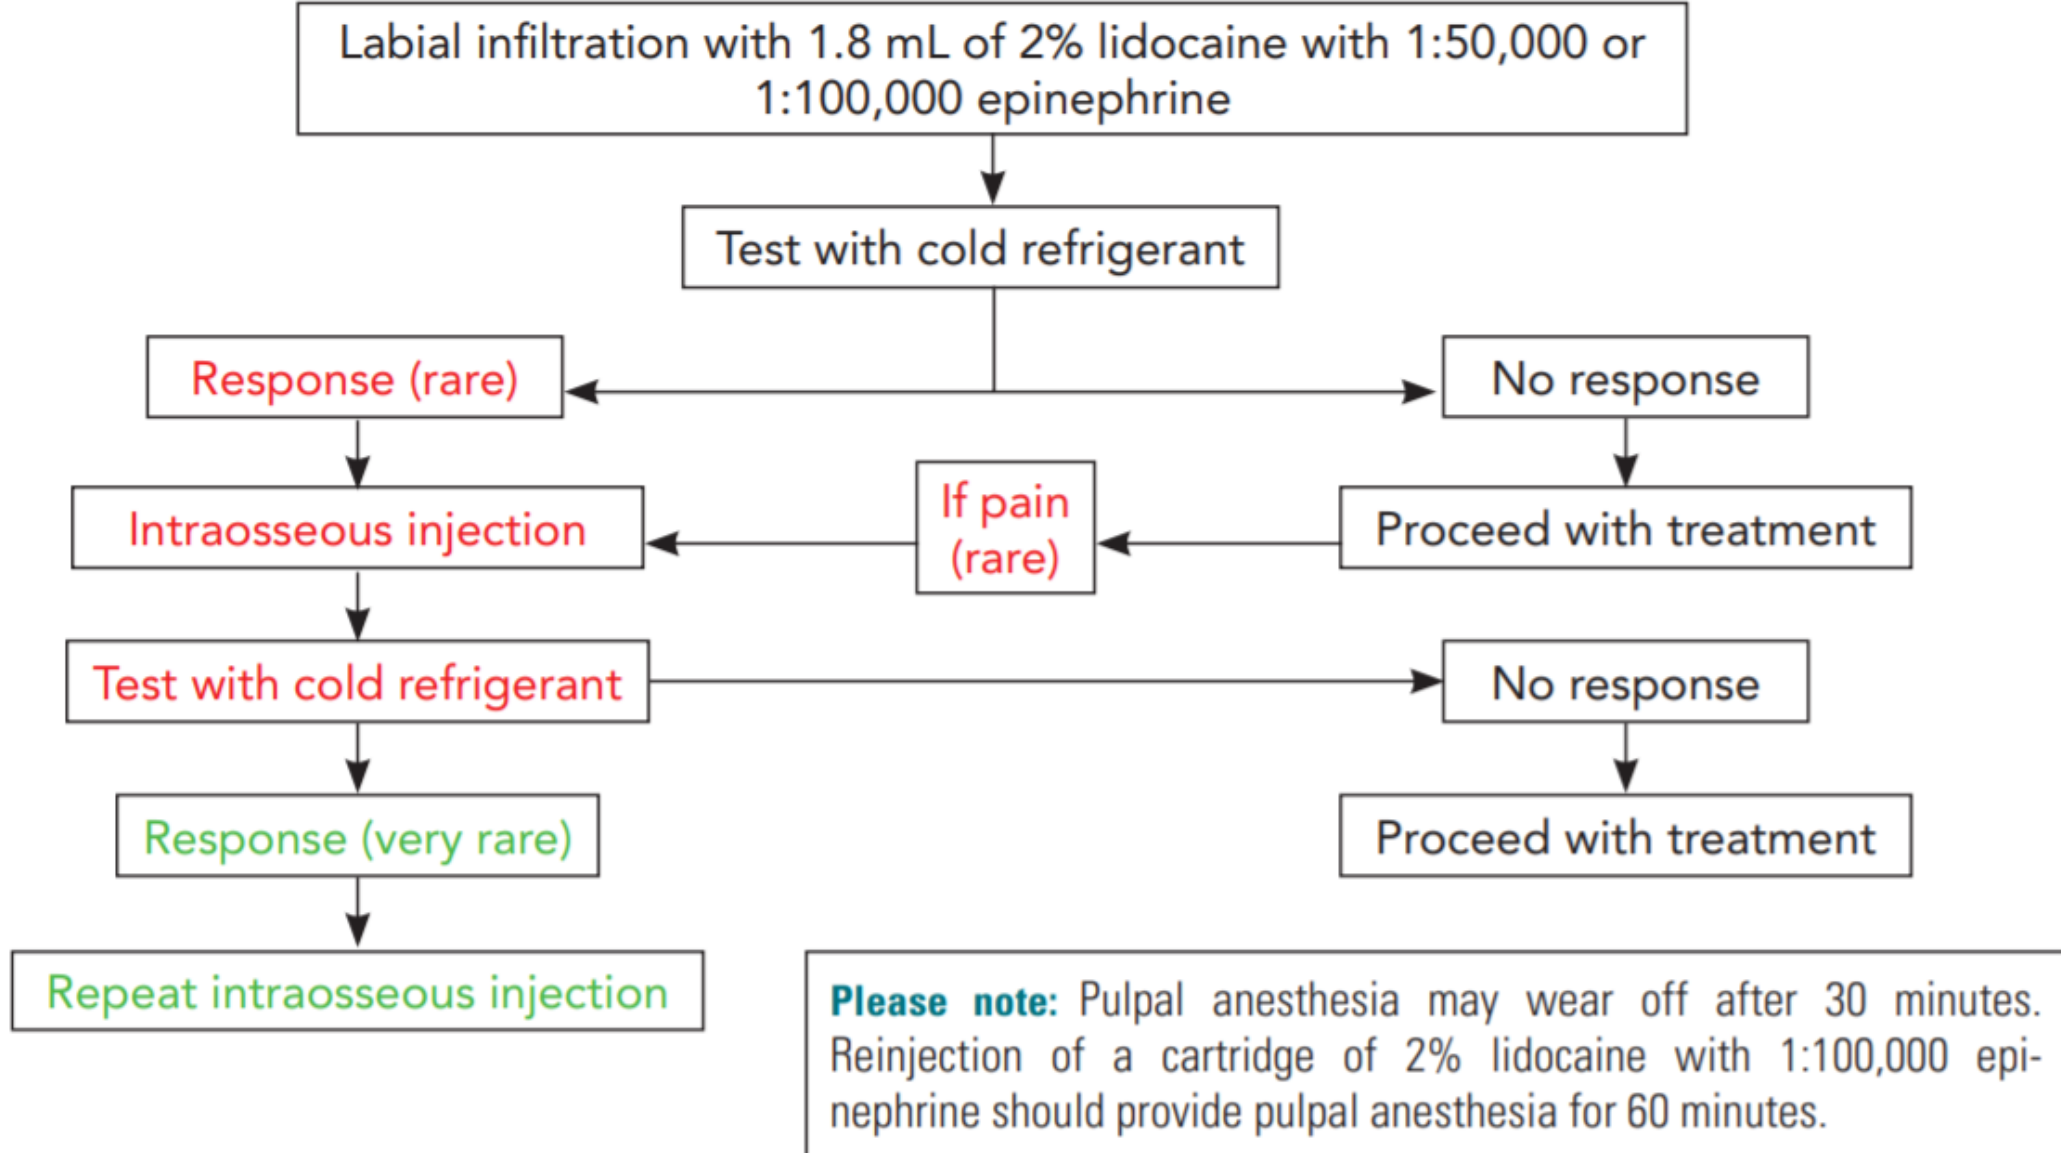 Labial infiltration with 1.8 mL of 2% lidocaine with 1:50,000 or
1:100,000 epinephrine
Test with cold refrigerant
Response (rare)
No response
Intraosseous injection
If pain
(rare)
Proceed with treatment
Test with cold refrigerant
No response
Response (very rare)
Proceed with treatment
Repeat intraosseous injection
Please note: Pulpal anesthesia may wear off after 30 minutes.
Reinjection of a cartridge of 2% lidocaine with 1:100,000 epi-
nephrine should provide pulpal anesthesia for 60 minutes.